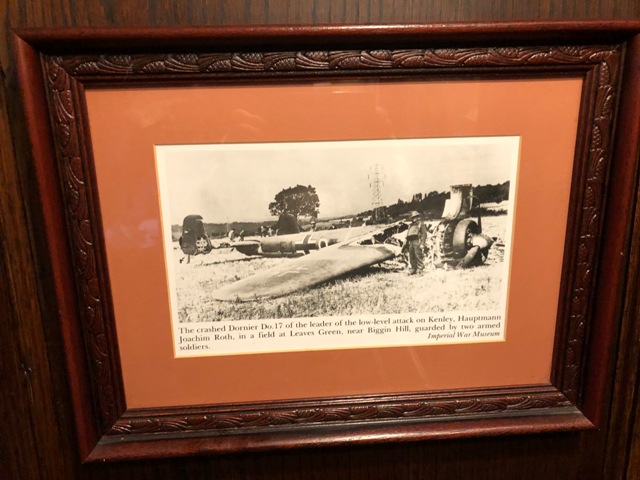 The crashed Dornier Do.17 of the leader of the low-level attack on Kenley, Hauptmann
Joachim Roth, in a field at Leaves Green, near Biggin Hill, guarded by two armed
soldiers. Imperial War Museum